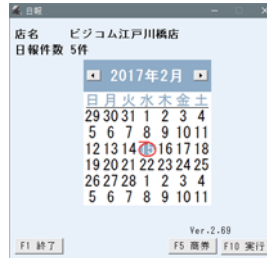 日報
店名 ビジコム江戸川橋店
日報件数 5件
2017年2月
日 月 火 水 木 金 土
29 30 31 1 2 3 4
5 6 7 8 9 10 11
12 13 14 15 16 17 18
19 20 21 22 23 24 25
26 27 28 1 2 3 4
5 6 7 8 9 10 11
Ver.2.69
F1 終了 F5 商券 F10 実行